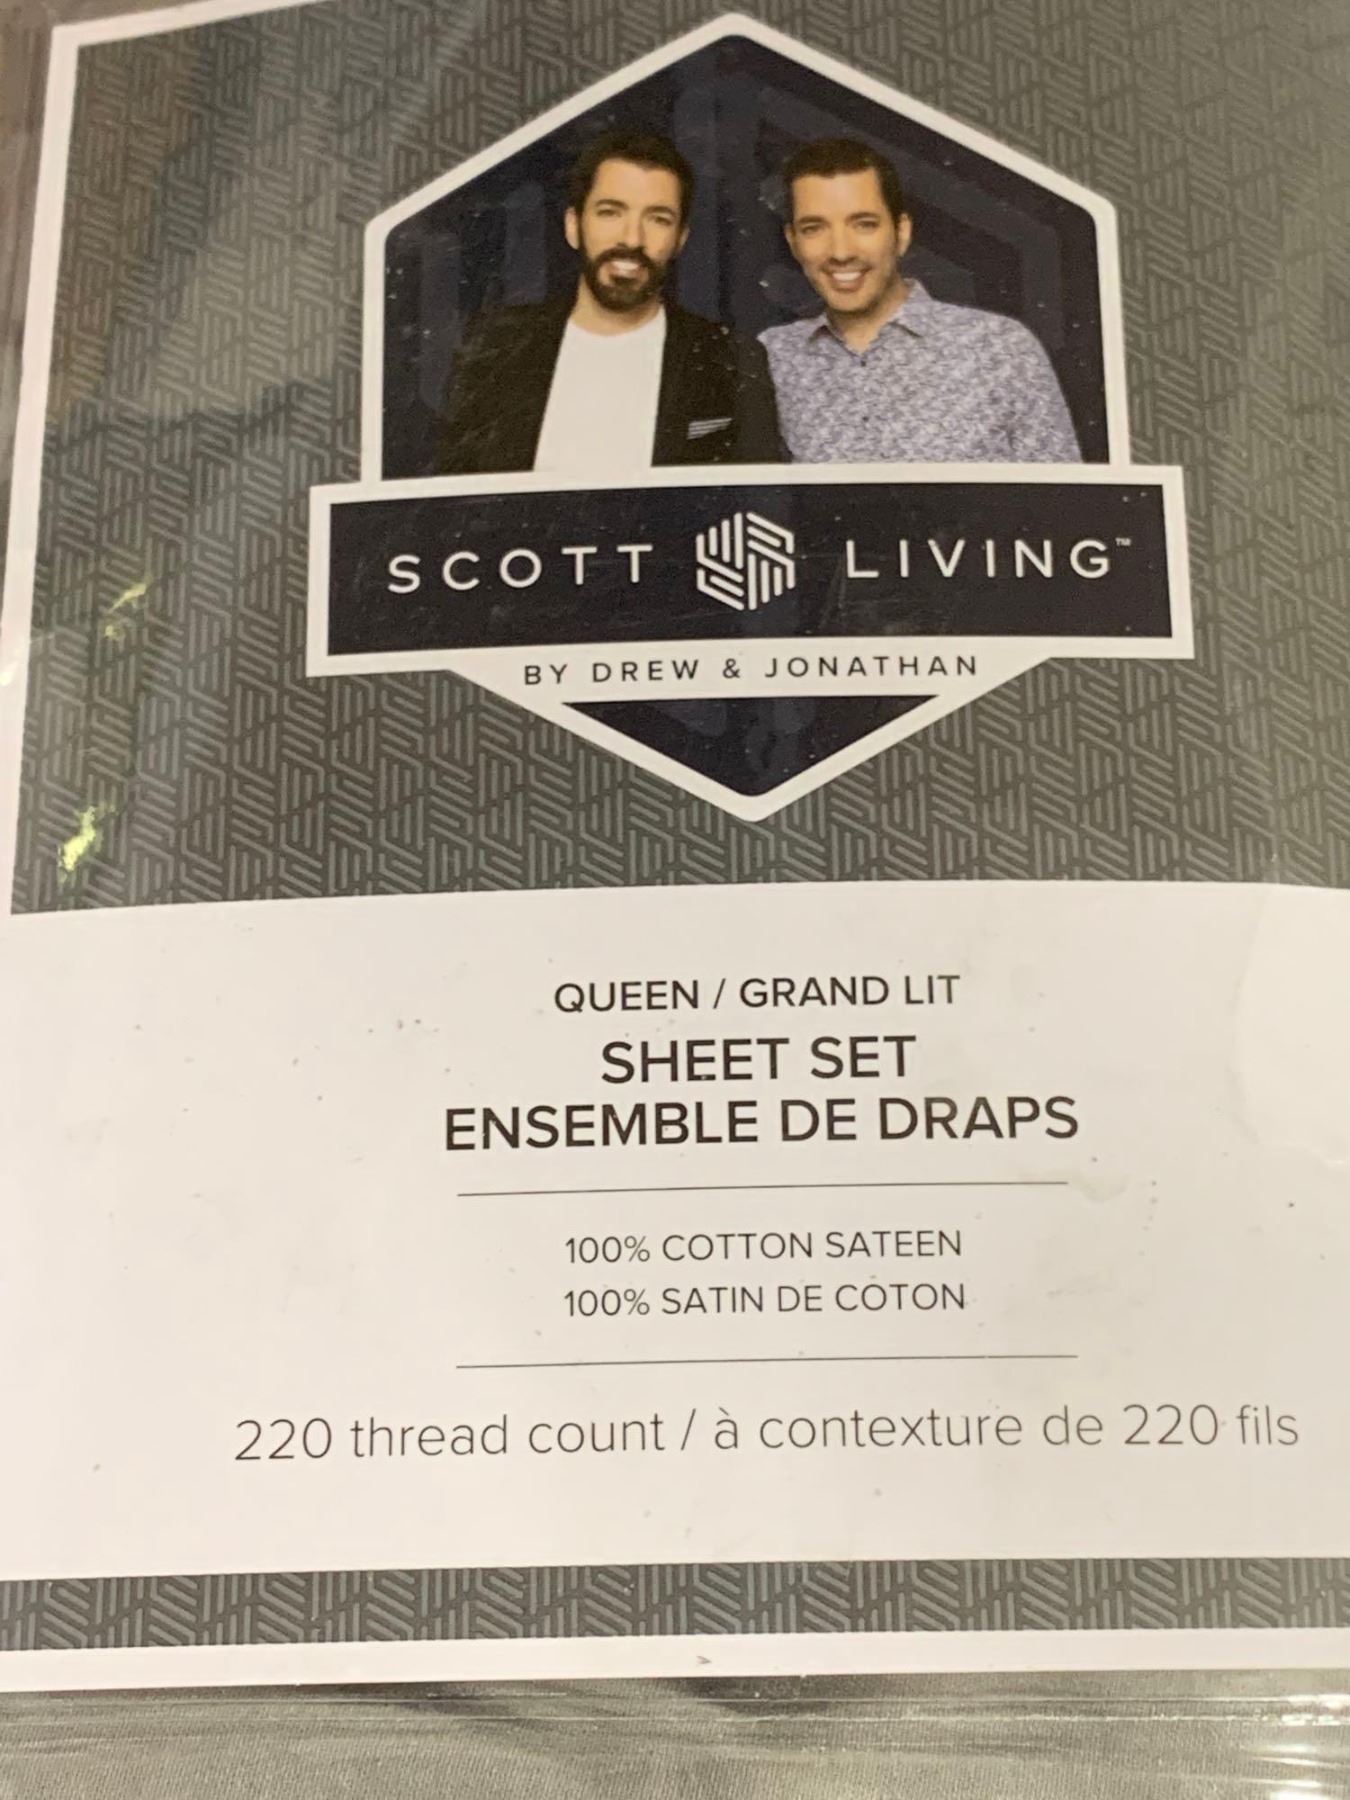 SCOTT LIVING™
BY DREW & JONATHAN
QUEEN / GRAND LIT
SHEET SET
ENSEMBLE DE DRAPS
100% COTTON SATEEN
100% SATIN DE COTON
220 thread count / à contexture de 220 fils